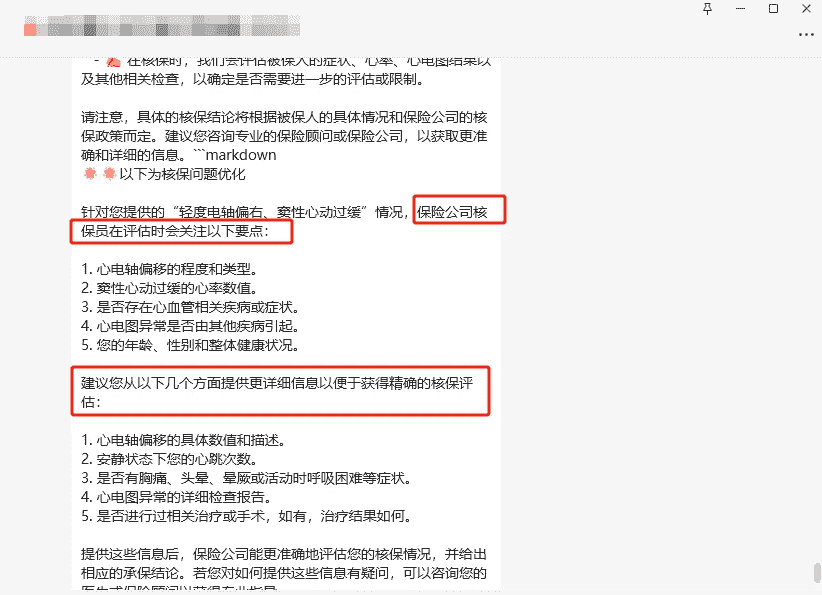 - 在核保时，我们会评估被保人的症状、心率、心电图结果以
及其他相关检查，以确定是否需要进一步的评估或限制。
请注意，具体的核保结论将根据被保人的具体情况和保险公司的核
保政策而定。建议您咨询专业的保险顾问或保险公司，以获取更准
确和详细的信息。```markdown
以下为核保问题优化
针对您提供的“轻度电轴偏右、窦性心动过缓”情况，保险公司核
保员在评估时会关注以下要点：
1. 心电轴偏移的程度和类型。
2. 窦性心动过缓的心率数值。
3. 是否存在心血管相关疾病或症状。
4. 心电图异常是否由其他疾病引起。
5. 您的年龄、性别和整体健康状况。
建议您从以下几个方面提供更详细信息以便于获得精确的核保评
估：
1. 心电轴偏移的具体数值和描述。
2. 安静状态下您的心跳次数。
3. 是否有胸痛、头晕、晕厥或活动时呼吸困难等症状。
4. 心电图异常的详细检查报告。
5. 是否进行过相关治疗或手术，如有，治疗结果如何。
提供这些信息后，保险公司能更准确地评估您的核保情况，并给出
相应的承保结论。若您对如何提供这些信息有疑问，可以咨询您的